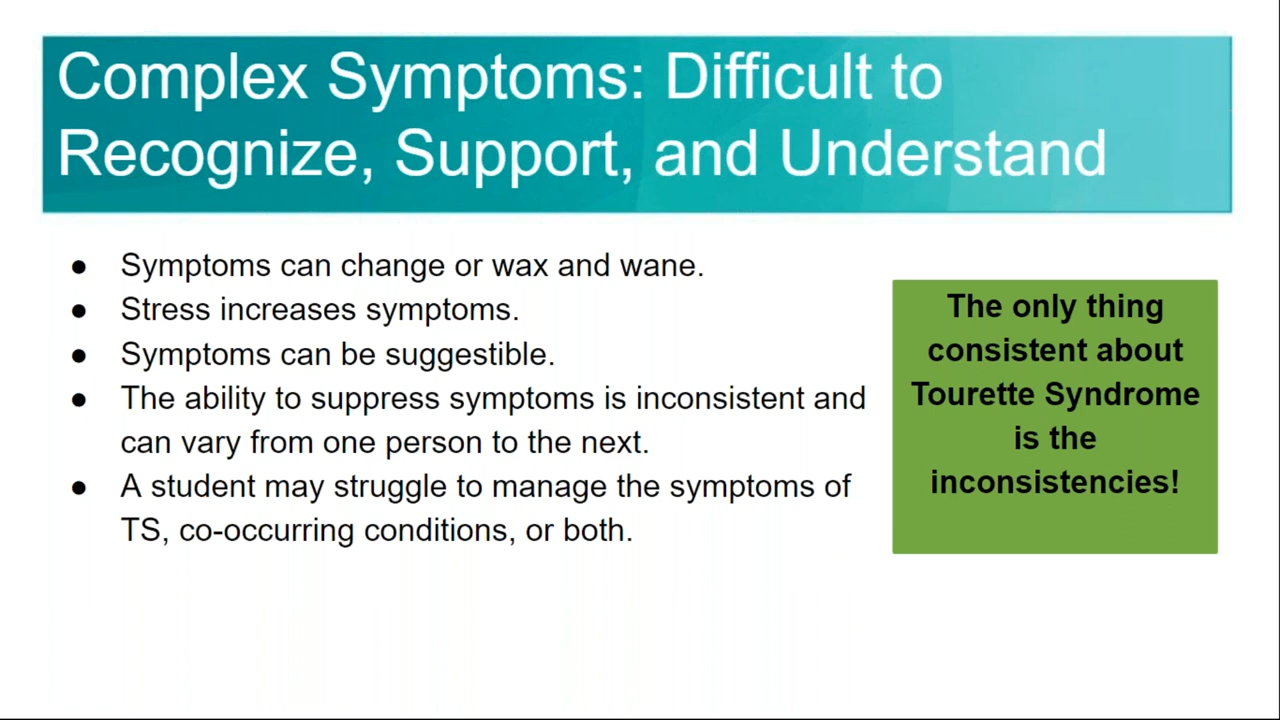 Complex Symptoms: Difficult to
Recognize, Support, and Understand
● Symptoms can change or wax and wane.
● Stress increases symptoms.
● Symptoms can be suggestible.
● The ability to suppress symptoms is inconsistent and
can vary from one person to the next.
● A student may struggle to manage the symptoms of
TS, co-occurring conditions, or both.
The only thing
consistent about
Tourette Syndrome
is the
inconsistencies!